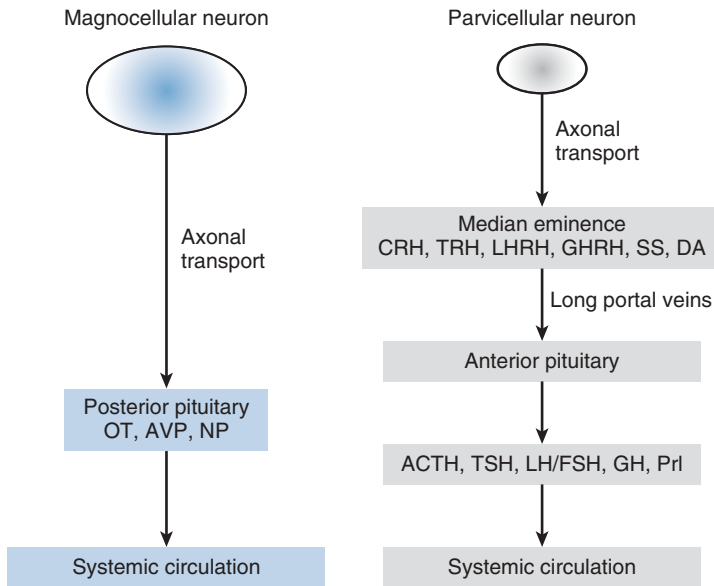 Magnocellular neuron
Axonal
transport
Posterior pituitary
OT, AVP, NP
Systemic circulation
Parvicellular neuron
Axonal
transport
Median eminence
CRH, TRH, LHRH, GHRH, SS, DA
Long portal veins
Anterior pituitary
ACTH, TSH, LH/FSH, GH, Prl
Systemic circulation